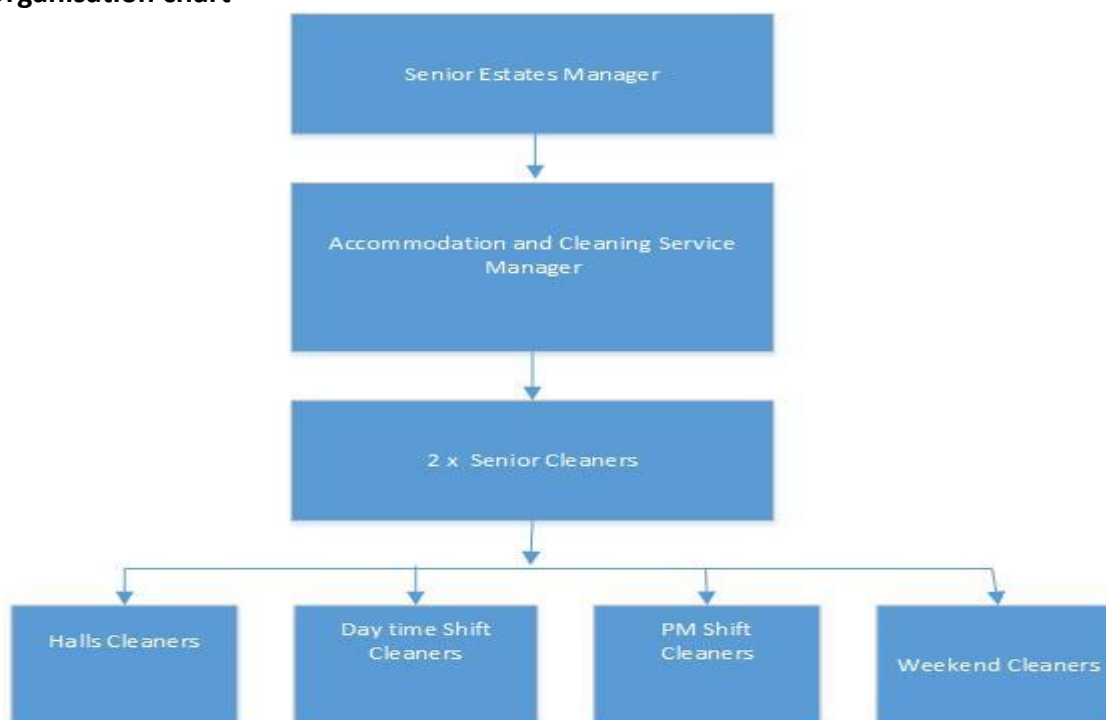 organisation chart
Senior Estates Manager
Accommodation and Cleaning Service
Manager
2 x Senior Cleaners
Halls Cleaners
Day time Shift
Cleaners
PM Shift
Cleaners
Weekend Cleaners